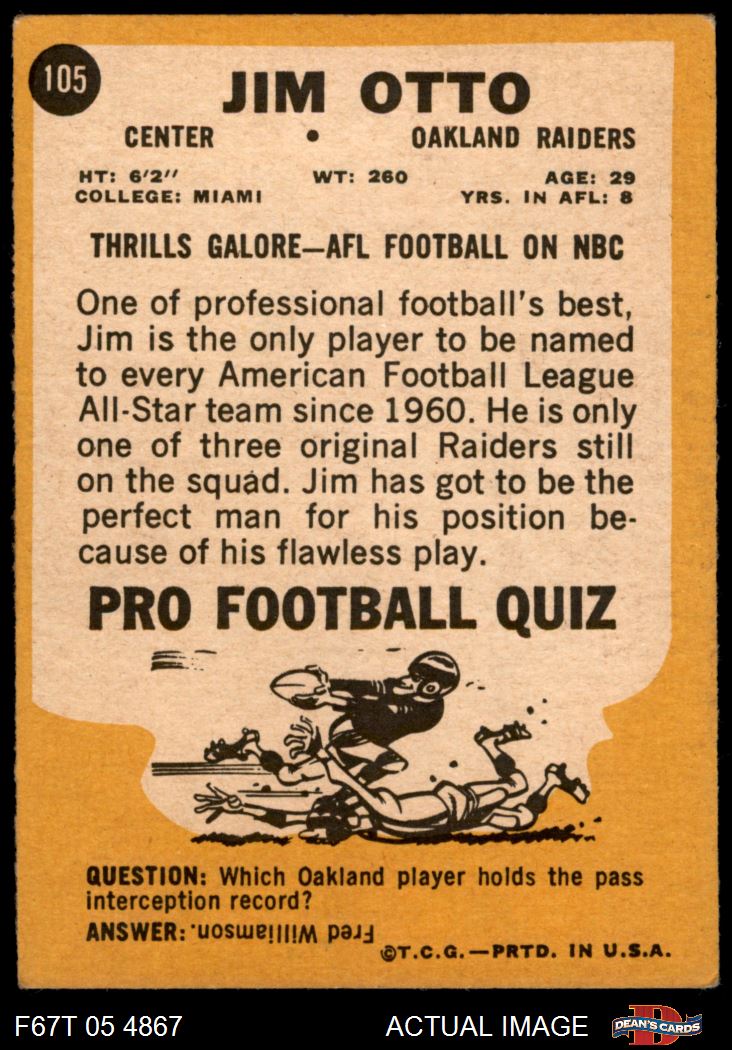 105
JIM OTTO
CENTER • OAKLAND RAIDERS
HT: 6'2" WT: 260 AGE: 29
COLLEGE: MIAMI YRS. IN AFL: 8
THRILLS GALORE—AFL FOOTBALL ON NBC
One of professional football's best,
Jim is the only player to be named
to every American Football League
All-Star team since 1960. He is only
one of three original Raiders still
on the squad. Jim has got to be the
perfect man for his position be-
cause of his flawless play.
PRO FOOTBALL QUIZ
QUESTION: Which Oakland player holds the pass
interception record?
ANSWER: Fred Williamson.
©T.C.G.—PRTD. IN U.S.A.
F67T 05 4867 ACTUAL IMAGE DEAN'S CARDS